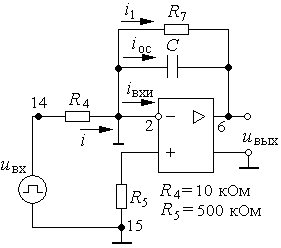 i₁ R₇
iос C
iвхи
14 R₄
2 − ▷ 6
i
uвх
+
uвых
R₅
R₄ = 10 кОм
R₅ = 500 кОм
15